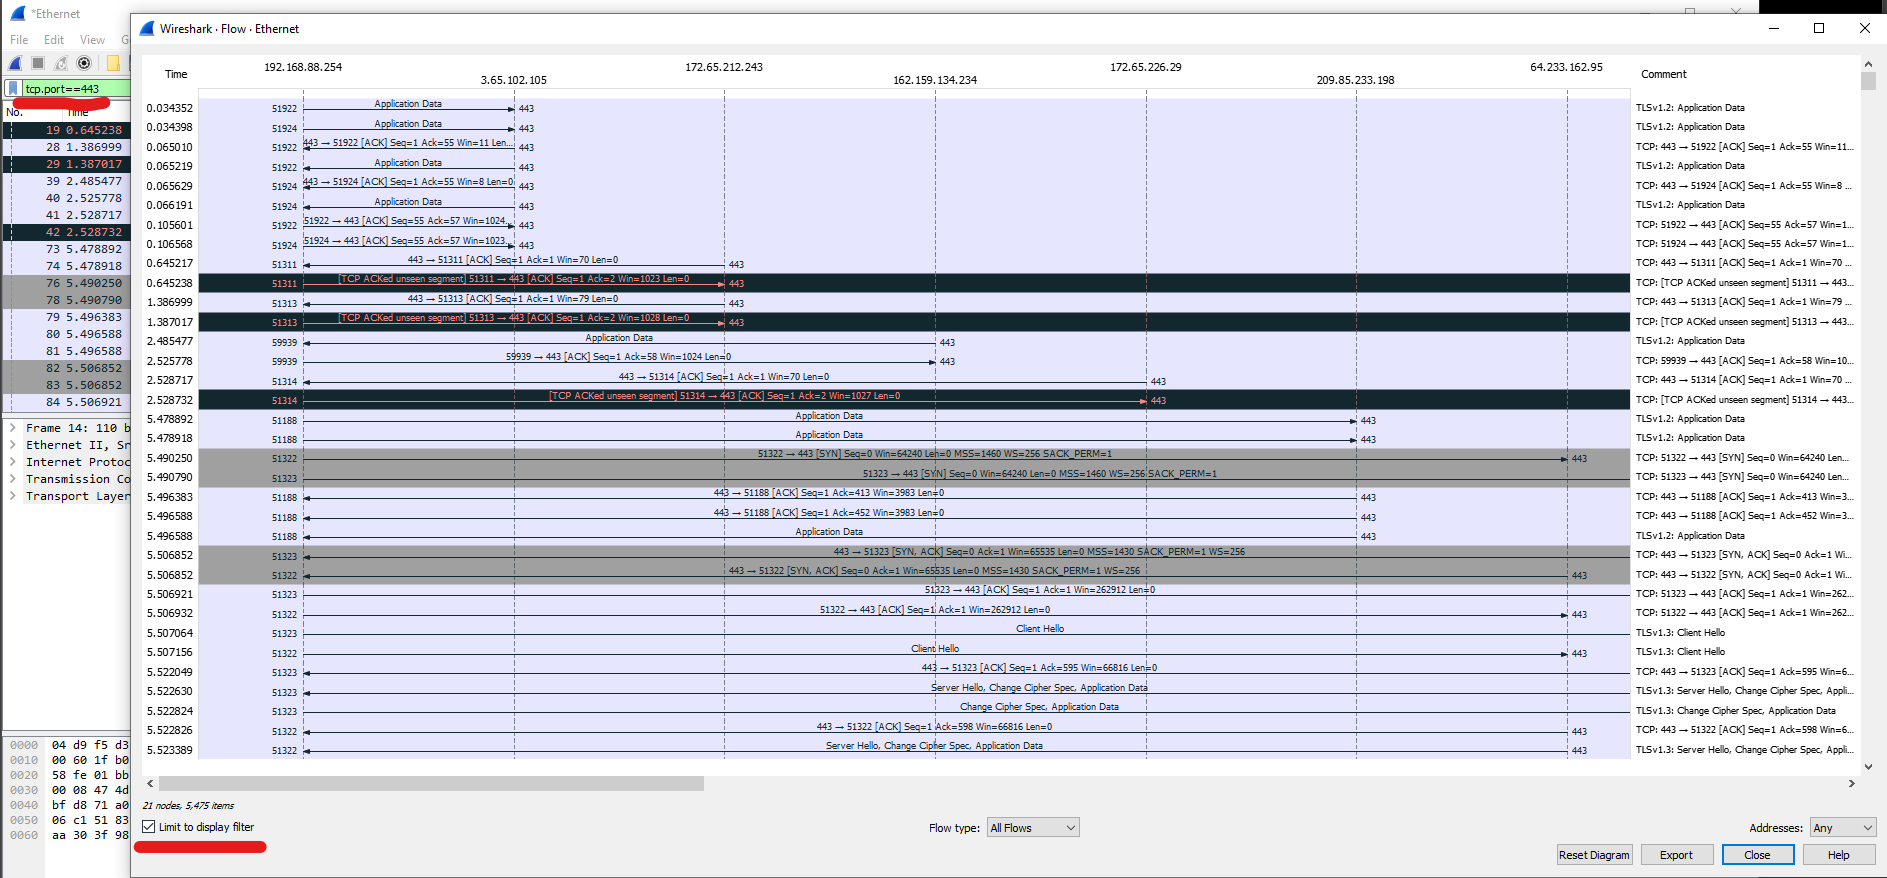 *Ethernet
Wireshark · Flow · Ethernet
File Edit View G
tcp.port==443
No. Time
19 0.645238
28 1.386999
29 1.387017
39 2.485477
40 2.525778
41 2.528717
42 2.528732
73 5.478892
74 5.478918
76 5.490250
78 5.490790
79 5.496383
80 5.496588
81 5.496588
82 5.506852
83 5.506852
84 5.506921
Frame 14: 110 b
Ethernet II, Sr
Internet Protoc
Transmission Co
Transport Layer
0000 04 d9 f5 d3
0010 00 60 1f b0
0020 58 fe 01 bb
0030 00 08 47 4d
0040 bf d8 71 a0
0050 06 c1 51 83
0060 aa 30 3f 98
Time 192.168.88.254 3.65.102.105 172.65.212.243 162.159.134.234 172.65.226.29 209.85.233.198 64.233.162.95 Comment
0.034352 51922 Application Data 443 TLSv1.2: Application Data
0.034398 51924 Application Data 443 TLSv1.2: Application Data
0.065010 51922 443 → 51922 [ACK] Seq=1 Ack=55 Win=11 Len... 443 TCP: 443 → 51922 [ACK] Seq=1 Ack=55 Win=11...
0.065219 51922 Application Data 443 TLSv1.2: Application Data
0.065629 51924 443 → 51924 [ACK] Seq=1 Ack=55 Win=8 Len=0 443 TCP: 443 → 51924 [ACK] Seq=1 Ack=55 Win=8 ...
0.066191 51924 Application Data 443 TLSv1.2: Application Data
0.105601 51922 51922 → 443 [ACK] Seq=55 Ack=57 Win=1024... 443 TCP: 51922 → 443 [ACK] Seq=55 Ack=57 Win=1...
0.106568 51924 51924 → 443 [ACK] Seq=55 Ack=57 Win=1023... 443 TCP: 51924 → 443 [ACK] Seq=55 Ack=57 Win=1...
0.645217 51311 443 → 51311 [ACK] Seq=1 Ack=1 Win=70 Len=0 443 TCP: 443 → 51311 [ACK] Seq=1 Ack=1 Win=70 ...
0.645238 51311 [TCP ACKed unseen segment] 51311 → 443 [ACK] Seq=1 Ack=2 Win=1023 Len=0 443 TCP: [TCP ACKed unseen segment] 51311 → 443...
1.386999 51313 443 → 51313 [ACK] Seq=1 Ack=1 Win=79 Len=0 443 TCP: 443 → 51313 [ACK] Seq=1 Ack=1 Win=79 ...
1.387017 51313 [TCP ACKed unseen segment] 51313 → 443 [ACK] Seq=1 Ack=2 Win=1028 Len=0 443 TCP: [TCP ACKed unseen segment] 51313 → 443...
2.485477 59939 Application Data 443 TLSv1.2: Application Data
2.525778 59939 59939 → 443 [ACK] Seq=1 Ack=58 Win=1024 Len=0 443 TCP: 59939 → 443 [ACK] Seq=1 Ack=58 Win=10...
2.528717 51314 443 → 51314 [ACK] Seq=1 Ack=1 Win=70 Len=0 443 TCP: 443 → 51314 [ACK] Seq=1 Ack=1 Win=70 ...
2.528732 51314 [TCP ACKed unseen segment] 51314 → 443 [ACK] Seq=1 Ack=2 Win=1027 Len=0 443 TCP: [TCP ACKed unseen segment] 51314 → 443...
5.478892 51188 Application Data 443 TLSv1.2: Application Data
5.478918 51188 Application Data 443 TLSv1.2: Application Data
5.490250 51322 51322 → 443 [SYN] Seq=0 Win=64240 Len=0 MSS=1460 WS=256 SACK_PERM=1 443 TCP: 51322 → 443 [SYN] Seq=0 Win=64240 Len...
5.490790 51323 51323 → 443 [SYN] Seq=0 Win=64240 Len=0 MSS=1460 WS=256 SACK_PERM=1 TCP: 51323 → 443 [SYN] Seq=0 Win=64240 Len...
5.496383 51188 443 → 51188 [ACK] Seq=1 Ack=413 Win=3983 Len=0 443 TCP: 443 → 51188 [ACK] Seq=1 Ack=413 Win=3...
5.496588 51188 443 → 51188 [ACK] Seq=1 Ack=452 Win=3983 Len=0 443 TCP: 443 → 51188 [ACK] Seq=1 Ack=452 Win=3...
5.496588 51188 Application Data 443 TLSv1.2: Application Data
5.506852 51323 443 → 51323 [SYN, ACK] Seq=0 Ack=1 Win=65535 Len=0 MSS=1430 SACK_PERM=1 WS=256 TCP: 443 → 51323 [SYN, ACK] Seq=0 Ack=1 Wi...
5.506852 51322 443 → 51322 [SYN, ACK] Seq=0 Ack=1 Win=65535 Len=0 MSS=1430 SACK_PERM=1 WS=256 443 TCP: 443 → 51322 [SYN, ACK] Seq=0 Ack=1 Wi...
5.506921 51323 51323 → 443 [ACK] Seq=1 Ack=1 Win=262912 Len=0 TCP: 51323 → 443 [ACK] Seq=1 Ack=1 Win=262...
5.506932 51322 51322 → 443 [ACK] Seq=1 Ack=1 Win=262912 Len=0 443 TCP: 51322 → 443 [ACK] Seq=1 Ack=1 Win=262...
5.507064 51323 Client Hello TLSv1.3: Client Hello
5.507156 51322 Client Hello 443 TLSv1.3: Client Hello
5.522049 51323 443 → 51323 [ACK] Seq=1 Ack=595 Win=66816 Len=0 TCP: 443 → 51323 [ACK] Seq=1 Ack=595 Win=6...
5.522630 51323 Server Hello, Change Cipher Spec, Application Data TLSv1.3: Server Hello, Change Cipher Spec, Appli...
5.522824 51323 Change Cipher Spec, Application Data TLSv1.3: Change Cipher Spec, Application Data
5.522826 51322 443 → 51322 [ACK] Seq=1 Ack=598 Win=66816 Len=0 443 TCP: 443 → 51322 [ACK] Seq=1 Ack=598 Win=6...
5.523389 51322 Server Hello, Change Cipher Spec, Application Data 443 TLSv1.3: Server Hello, Change Cipher Spec, Appli...
21 nodes, 5,475 items
Limit to display filter Flow type: All Flows Addresses: Any
Reset Diagram Export Close Help